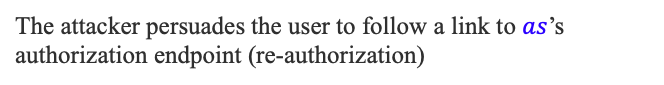 The attacker persuades the user to follow a link to as’s
authorization endpoint (re-authorization)